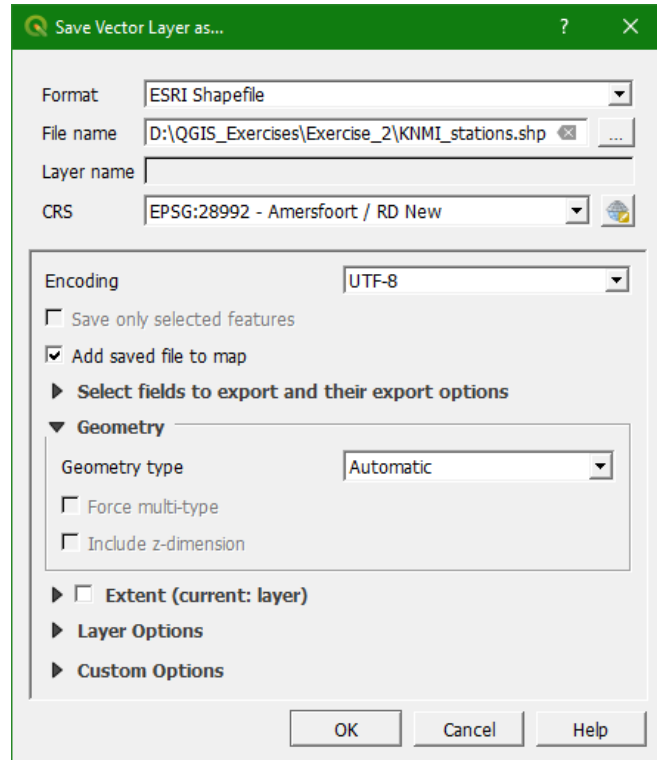 Save Vector Layer as... ?
Format ESRI Shapefile
File name D:\QGIS_Exercises\Exercise_2\KNMI_stations.shp ...
Layer name
CRS EPSG:28992 - Amersfoort / RD New
Encoding UTF-8
Save only selected features
Add saved file to map
Select fields to export and their export options
Geometry
Geometry type Automatic
Force multi-type
Include z-dimension
Extent (current: layer)
Layer Options
Custom Options
OK Cancel Help